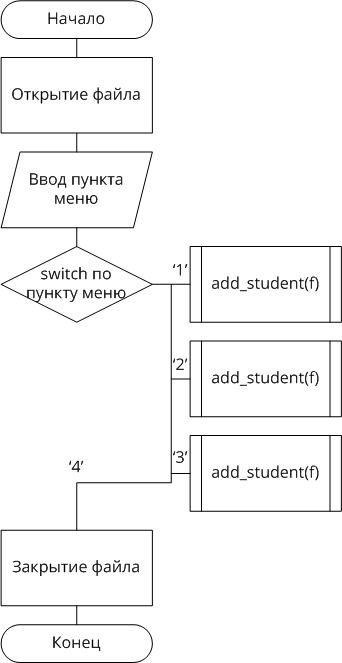 Начало
Открытие файла
Ввод пункта
меню
switch по
пункту меню
‘1’
add_student(f)
‘2’
add_student(f)
‘3’
add_student(f)
‘4’
Закрытие файла
Конец